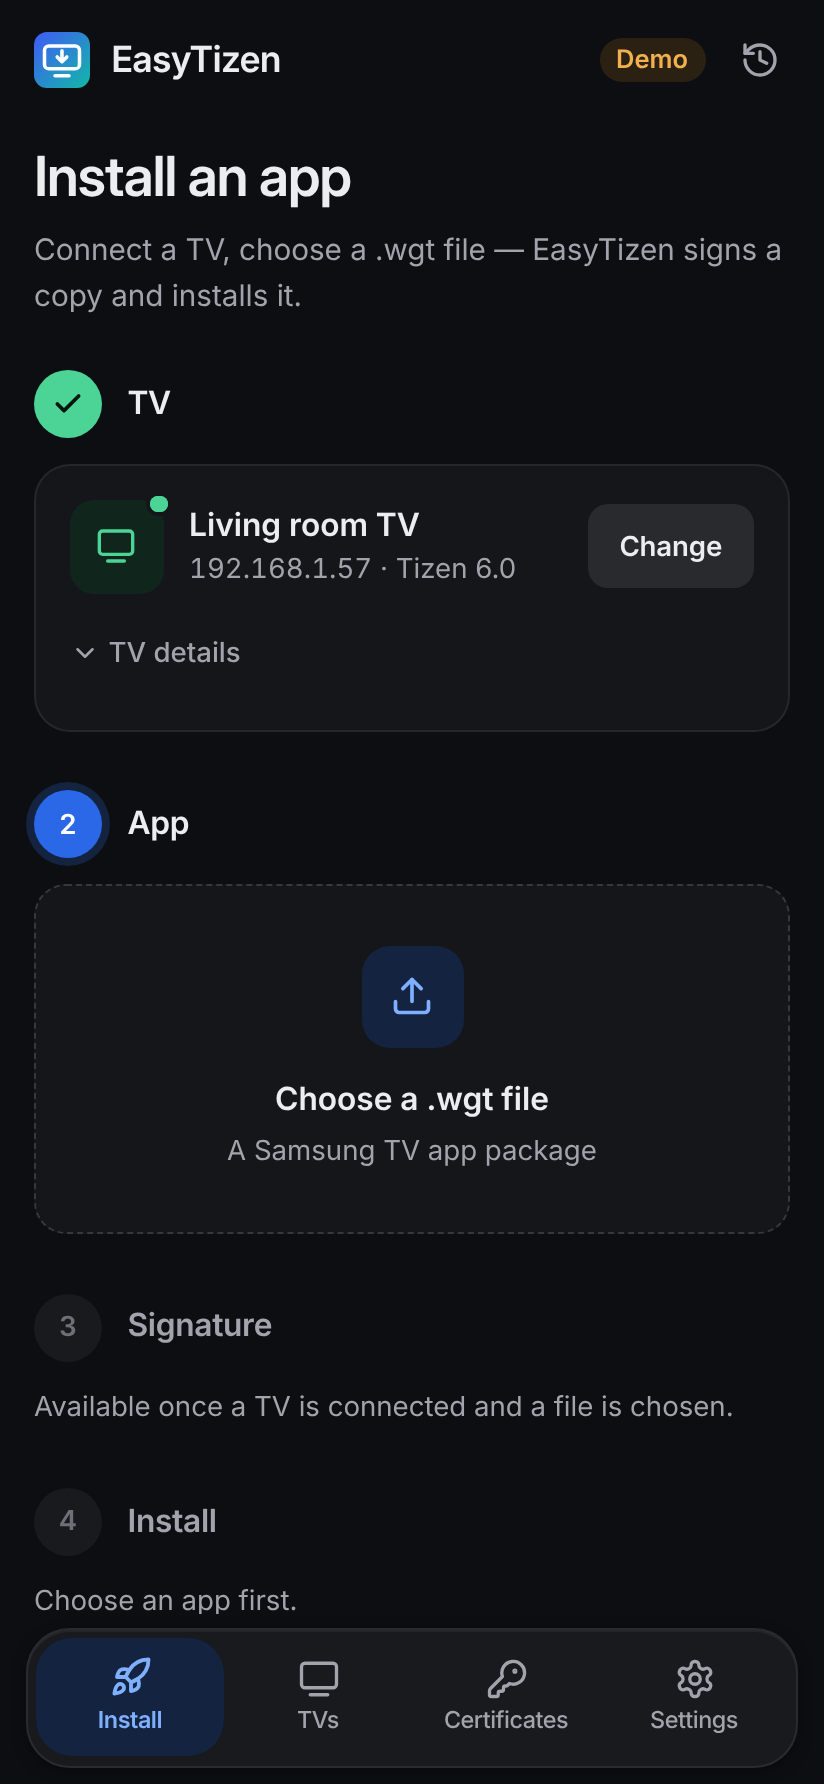 EasyTizen
Demo
Install an app
Connect a TV, choose a .wgt file — EasyTizen signs a
copy and installs it.
TV
Living room TV
192.168.1.57 · Tizen 6.0
Change
TV details
2
App
Choose a .wgt file
A Samsung TV app package
3
Signature
Available once a TV is connected and a file is chosen.
4
Install
Choose an app first.
Install
TVs
Certificates
Settings